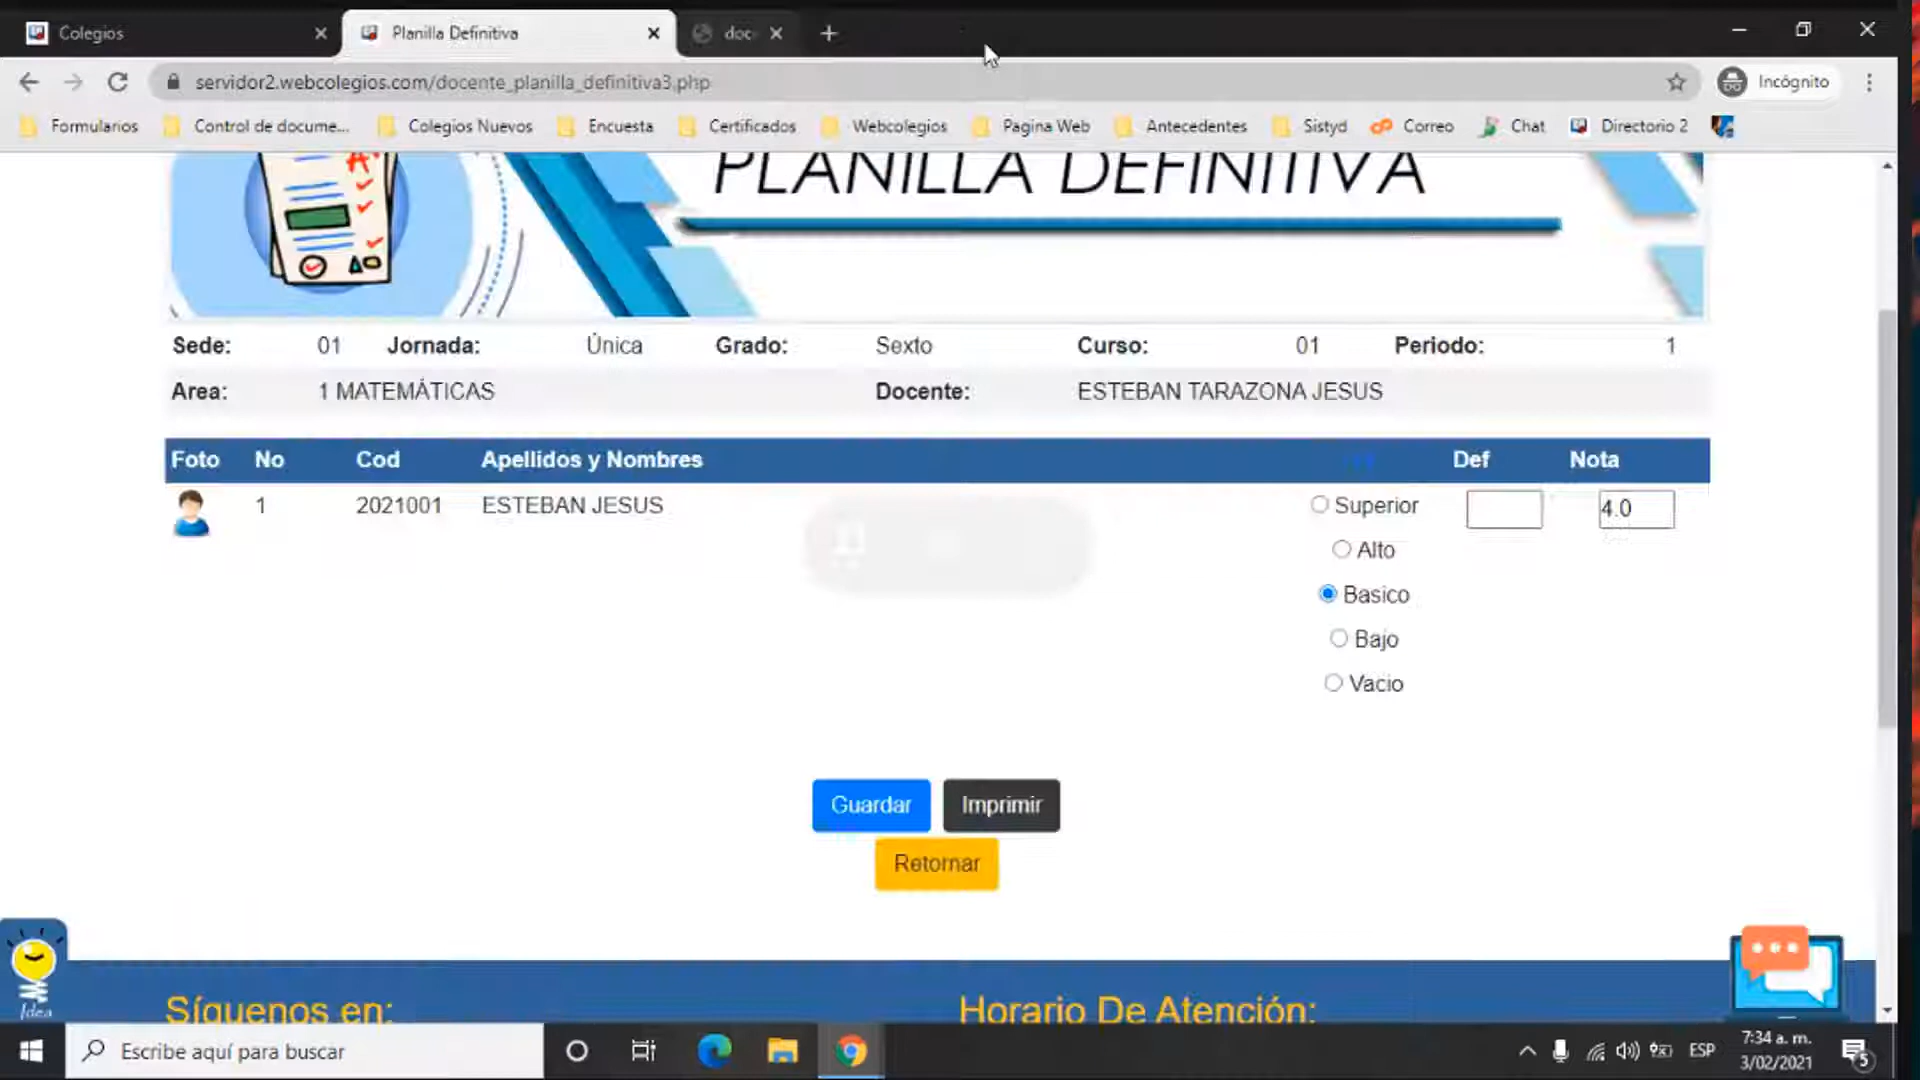 Colegios
Planilla Definitiva
doc
servidor2.webcolegios.com/docente_planilla_definitiva3.php
Incógnito
Formularios
Control de docume...
Colegios Nuevos
Encuesta
Certificados
Webcolegios
Pagina Web
Antecedentes
Sistyd
Correo
Chat
Directorio 2
PLANILLA DEFINITIVA
Sede: 01 Jornada: Única Grado: Sexto Curso: 01 Periodo: 1
Area: 1 MATEMÁTICAS Docente: ESTEBAN TARAZONA JESUS
Foto No Cod Apellidos y Nombres Def Nota
1 2021001 ESTEBAN JESUS Superior 4.0
Alto
Basico
Bajo
Vacio
Guardar Imprimir
Retornar
Idea
Síguenos en: Horario De Atención:
Escribe aquí para buscar
ESP
7:34 a. m.
3/02/2021
5